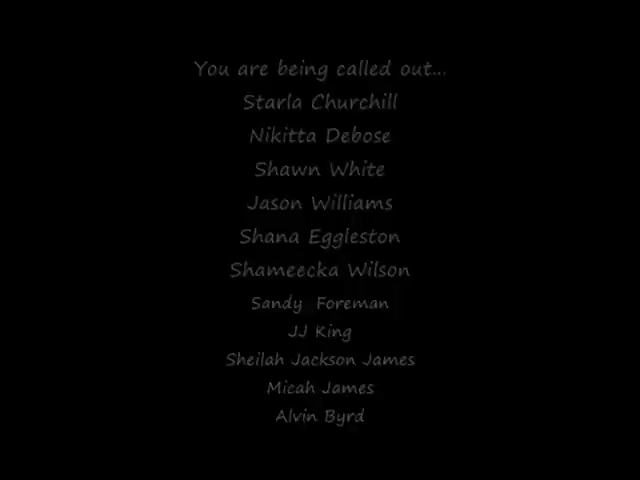 You are being called out...
Starla Churchill
Nikitta Debose
Shawn White
Jason Williams
Shana Eggleston
Shameecka Wilson
Sandy Foreman
JJ King
Sheilah Jackson James
Micah James
Alvin Byrd